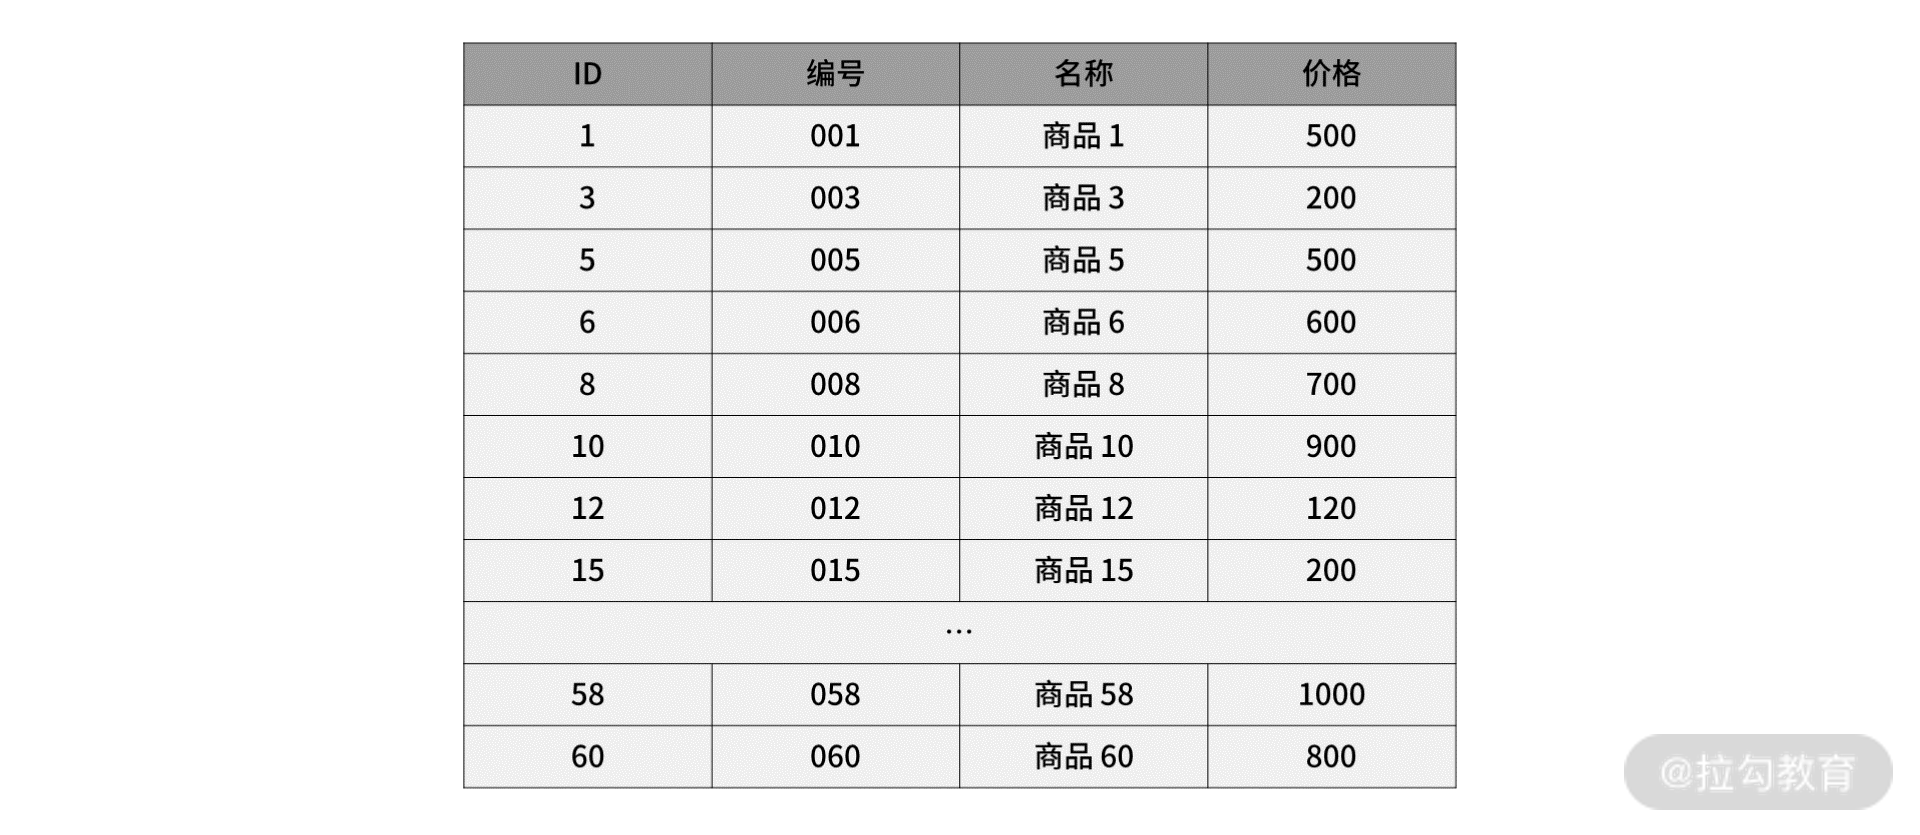 ID 编号 名称 价格
1 001 商品 1 500
3 003 商品 3 200
5 005 商品 5 500
6 006 商品 6 600
8 008 商品 8 700
10 010 商品 10 900
12 012 商品 12 120
15 015 商品 15 200
…
58 058 商品 58 1000
60 060 商品 60 800
@拉勾教育